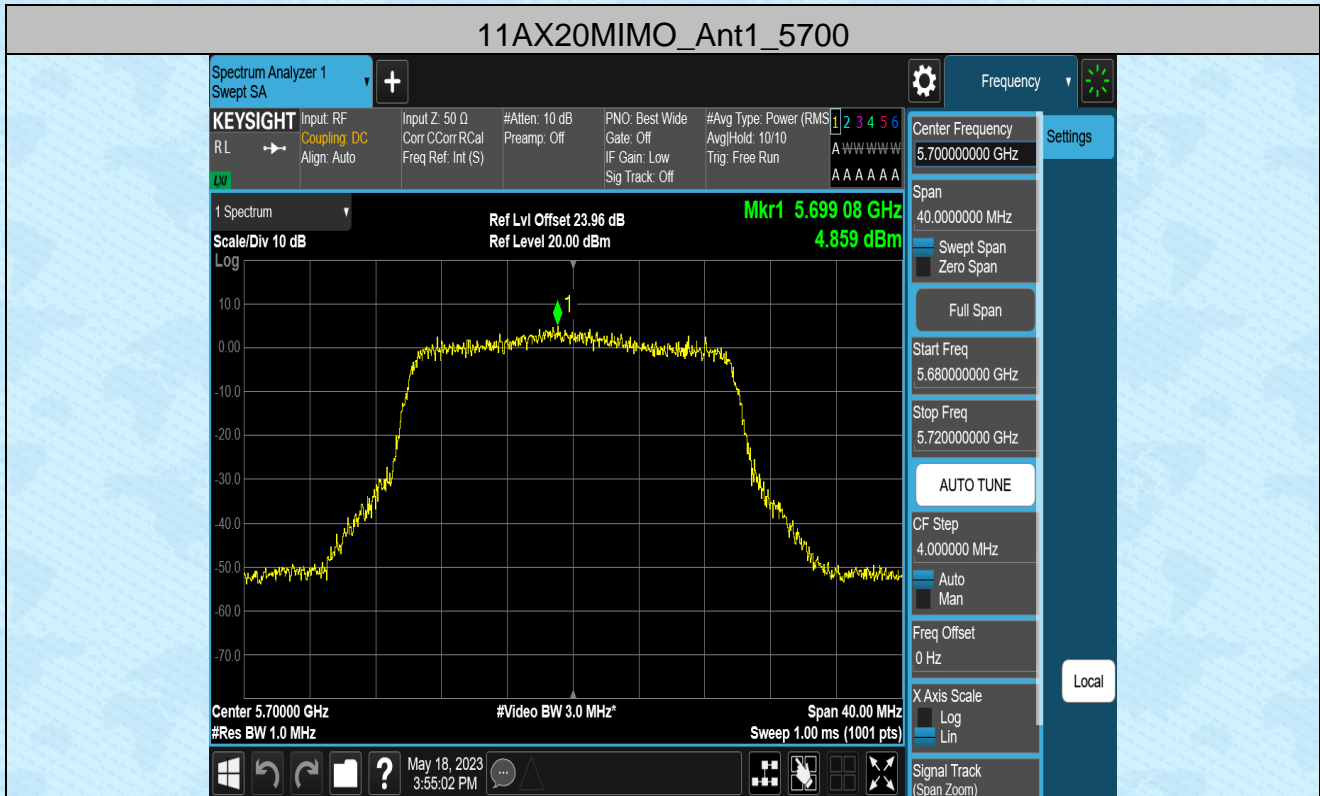 11AX20MIMO_Ant1_5700
Spectrum Analyzer 1
Swept SA
+
Frequency
KEYSIGHT
RL
LXI
Input: RF
Coupling: DC
Align: Auto
Input Z: 50 Ω
Corr CCorr RCal
Freq Ref: Int (S)
#Atten: 10 dB
Preamp: Off
PNO: Best Wide
Gate: Off
IF Gain: Low
Sig Track: Off
#Avg Type: Power (RMS
Avg|Hold: 10/10
Trig: Free Run
1 2 3 4 5 6
A W W W W W
A A A A A A
1 Spectrum
Scale/Div 10 dB
Log
Ref Lvl Offset 23.96 dB
Ref Level 20.00 dBm
Mkr1 5.699 08 GHz
4.859 dBm
1
10.0
0.00
-10.0
-20.0
-30.0
-40.0
-50.0
-60.0
-70.0
Center 5.70000 GHz
#Res BW 1.0 MHz
#Video BW 3.0 MHz*
Span 40.00 MHz
Sweep 1.00 ms (1001 pts)
?
May 18, 2023
3:55:02 PM
Center Frequency
5.700000000 GHz
Settings
Span
40.0000000 MHz
Swept Span
Zero Span
Full Span
Start Freq
5.680000000 GHz
Stop Freq
5.720000000 GHz
AUTO TUNE
CF Step
4.000000 MHz
Auto
Man
Freq Offset
0 Hz
X Axis Scale
Log
Lin
Local
Signal Track
(Span Zoom)